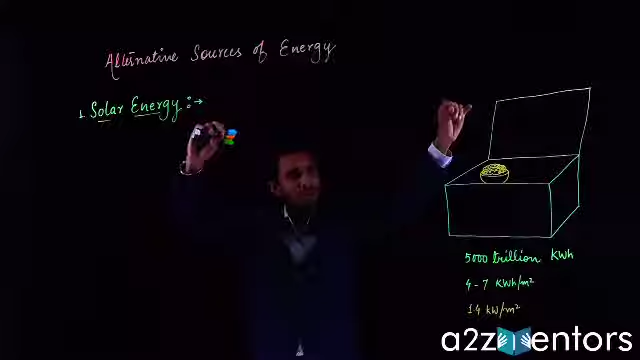 Alternative Sources of Energy
1. Solar Energy :→
5000 trillion KWh
4 - 7 KWh/m²
1.4 kW/m²
a2zmentors